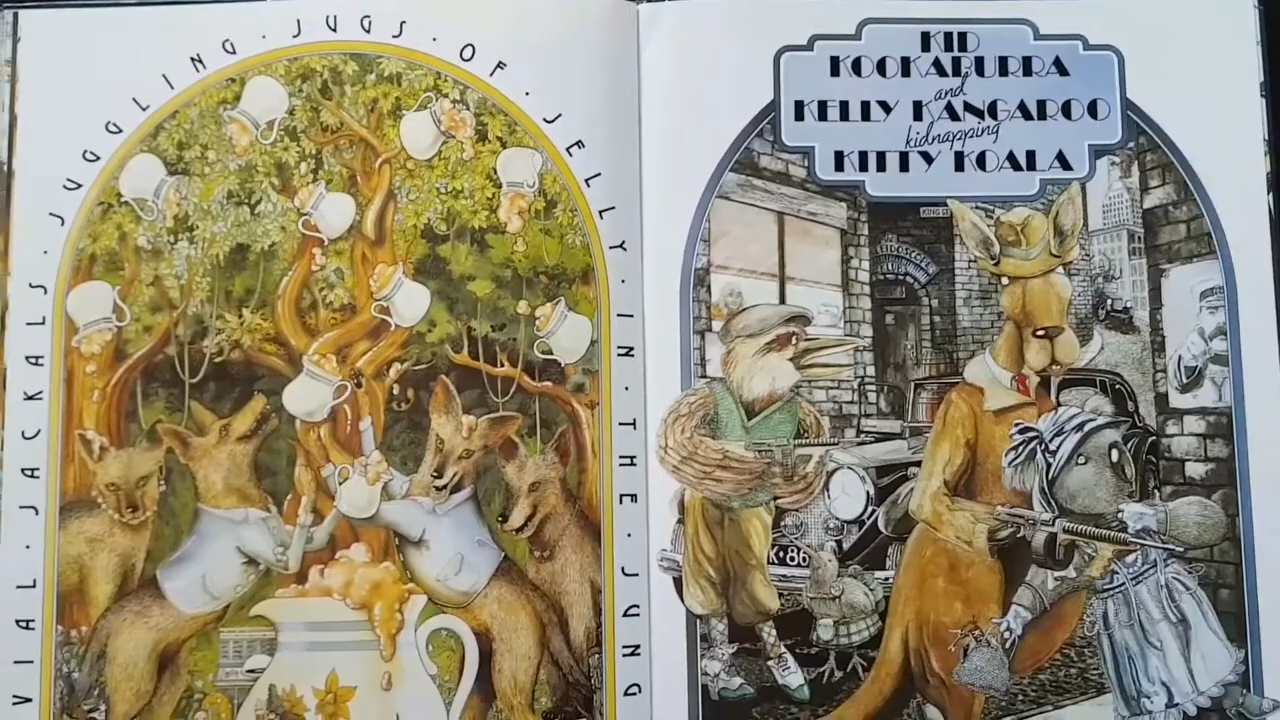 VIAL · JACKALS · JUGGLING · JUGS · OF · JELLY · IN · THE · JUNG
KID
KOOKABURRA
and
KELLY KANGAROO
kidnapping
KITTY KOALA
KING ST
K·86